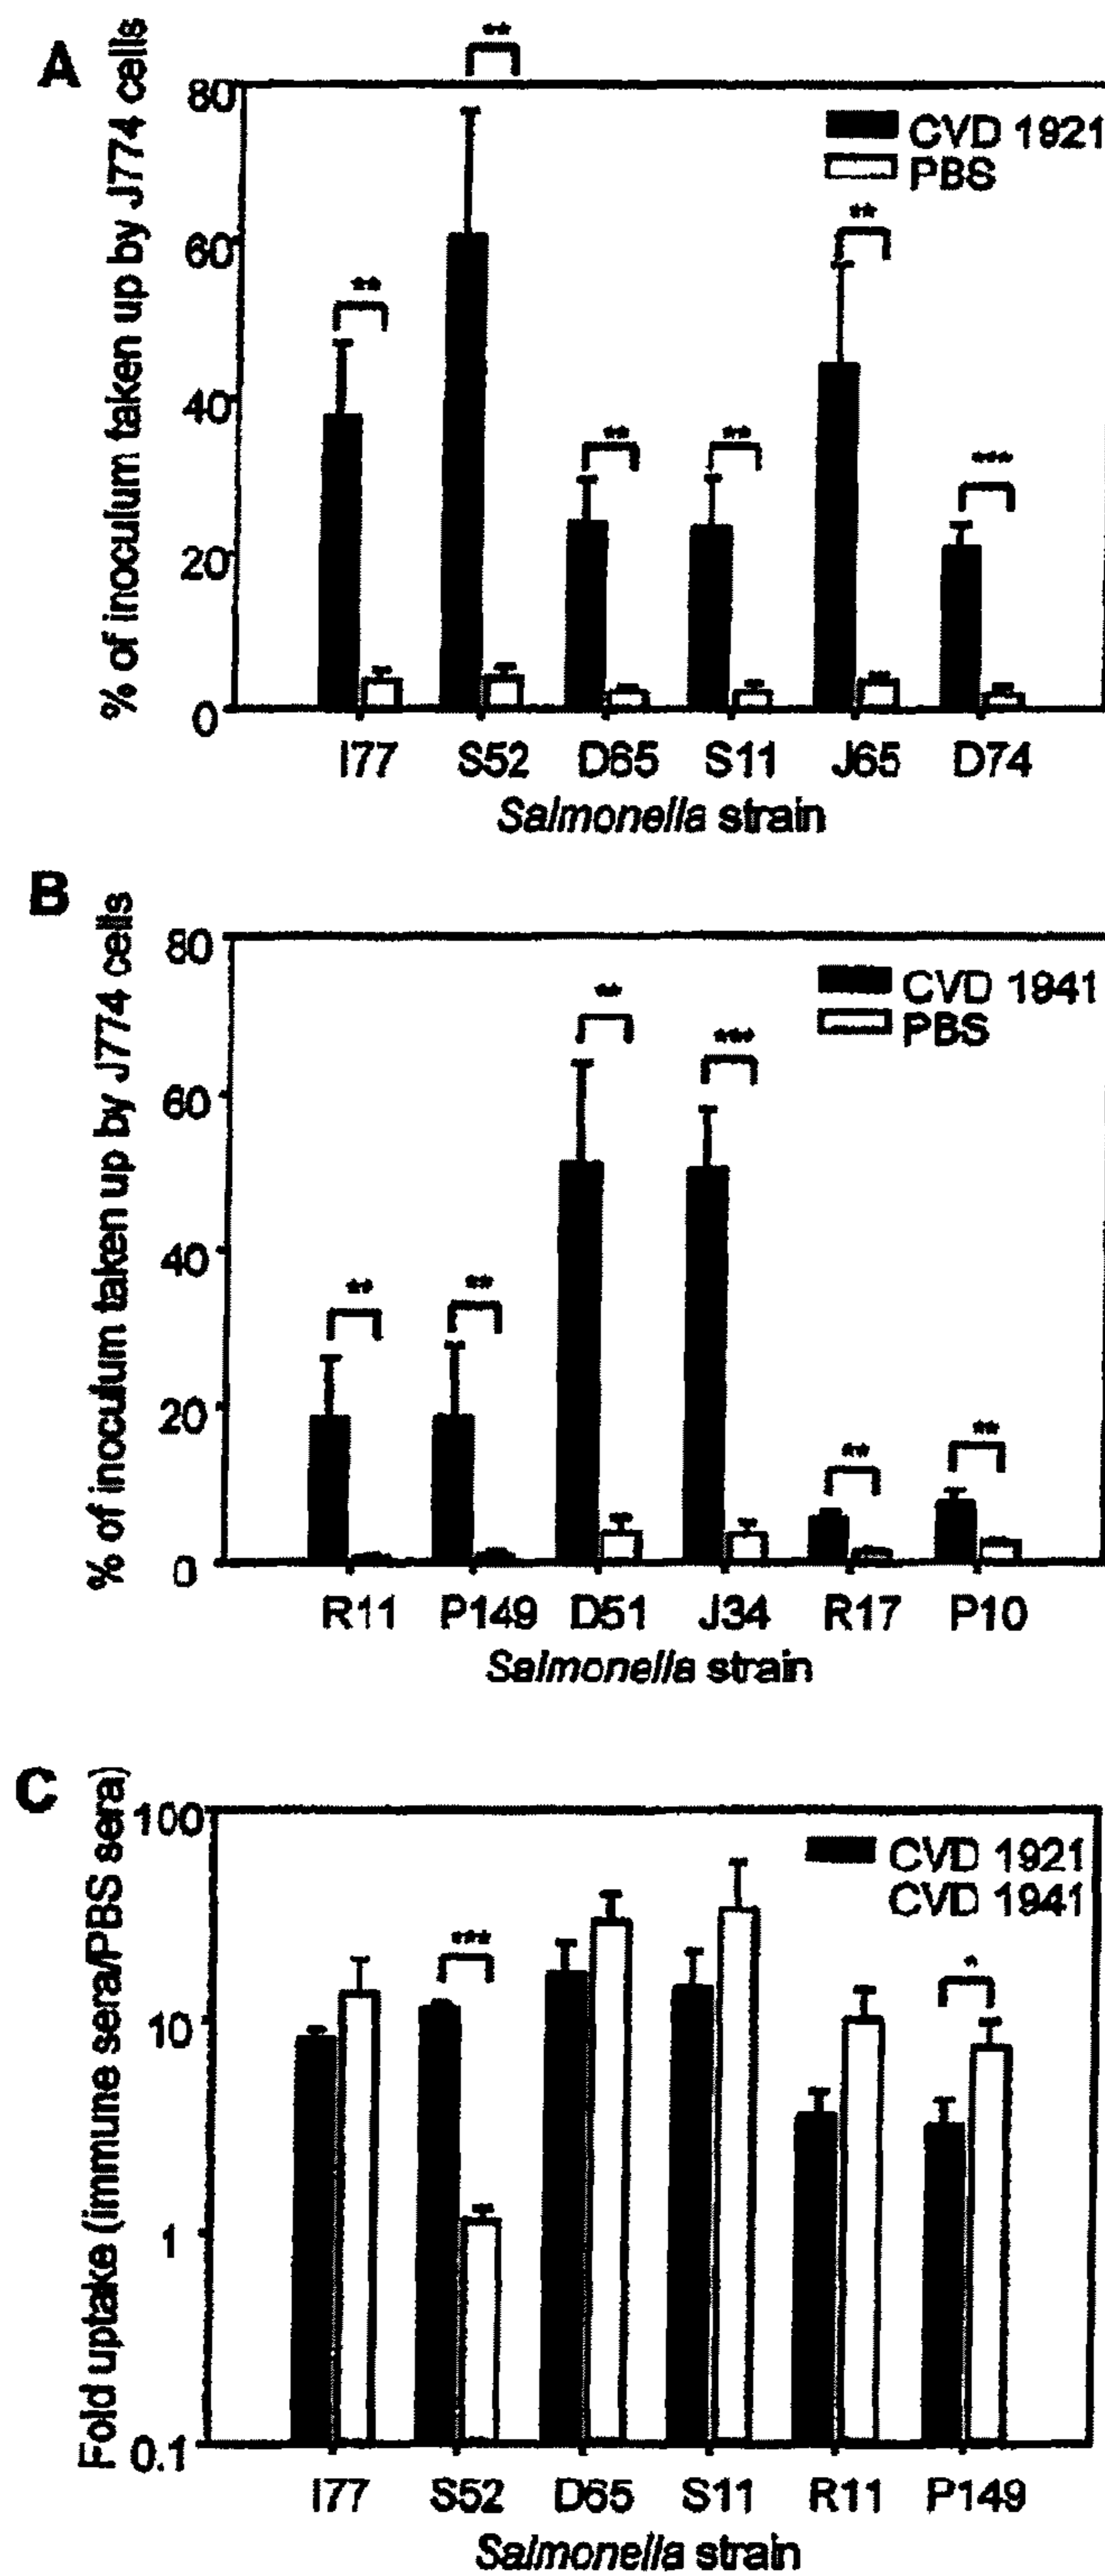 A
% of inoculum taken up by J774 cells
80
60
40
20
0
CVD 1921
PBS
**
**
**
**
**
***
I77 S52 D65 S11 J65 D74
Salmonella strain
B
% of inoculum taken up by J774 cells
80
60
40
20
0
CVD 1941
PBS
**
**
**
***
**
**
R11 P149 D51 J34 R17 P10
Salmonella strain
C
Fold uptake (immune sera/PBS sera)
100
10
1
0.1
CVD 1921
CVD 1941
***
*
I77 S52 D65 S11 R11 P149
Salmonella strain